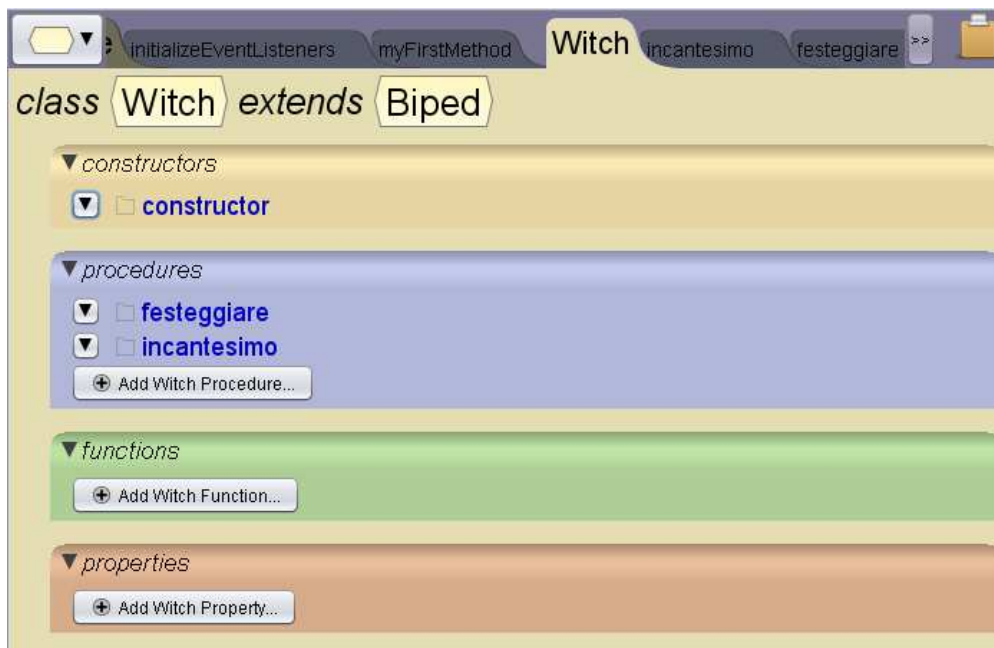 initializeEventListeners myFirstMethod Witch incantesimo festeggiare >>
class Witch extends Biped
constructors
constructor
procedures
festeggiare
incantesimo
Add Witch Procedure...
functions
Add Witch Function...
properties
Add Witch Property...